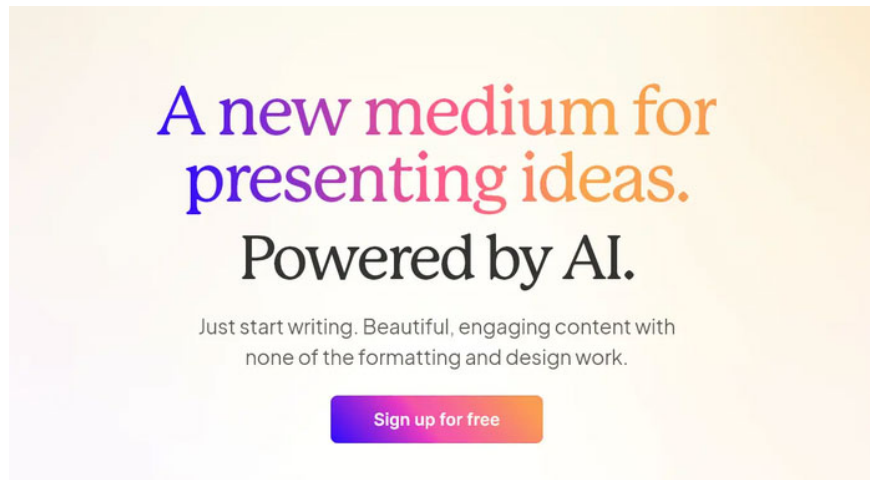 A new medium for
presenting ideas.
Powered by AI.
Just start writing. Beautiful, engaging content with
none of the formatting and design work.
Sign up for free